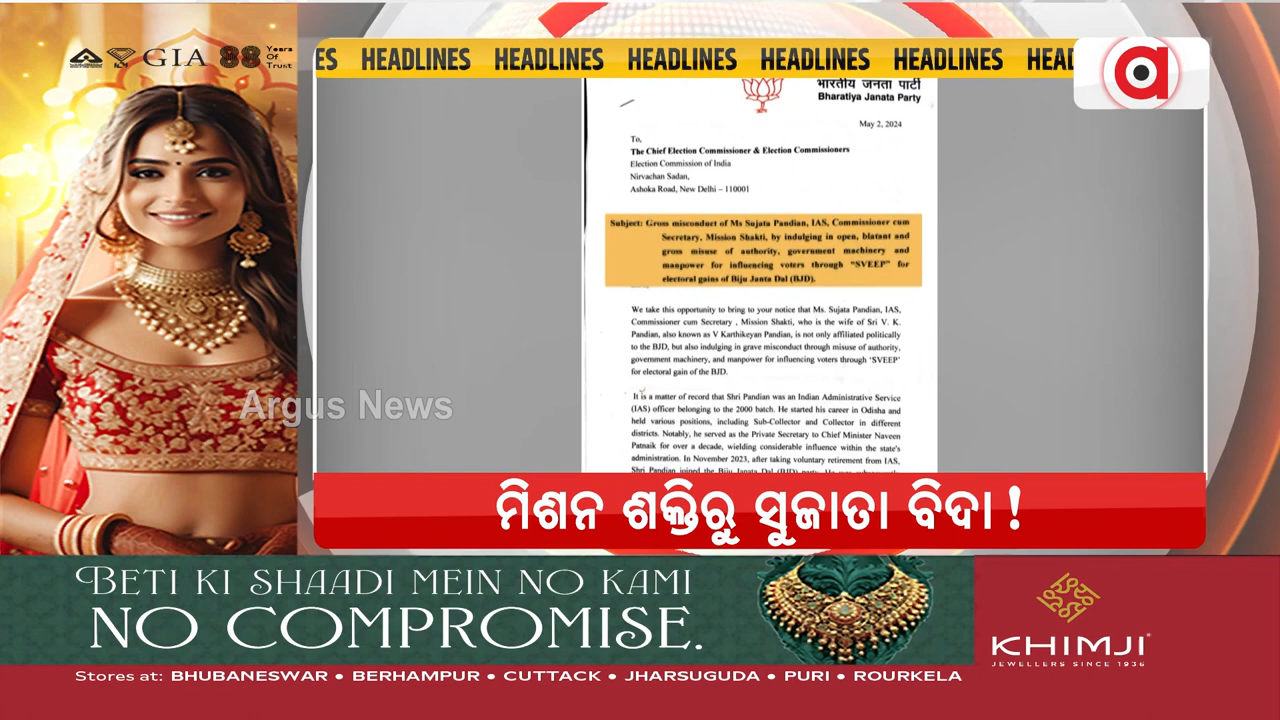 GIA 88 Years Of Trust
ES HEADLINES HEADLINES HEADLINES HEADLINES HEADLINES HEAD
भारतीय जनता पार्टी
Bharatiya Janata Party
May 2, 2024
To,
The Chief Election Commissioner & Election Commissioners
Election Commission of India
Nirvachan Sadan,
Ashoka Road, New Delhi – 110001
Subject: Gross misconduct of Ms Sujata Pandian, IAS, Commissioner cum
Secretary, Mission Shakti, by indulging in open, blatant and
gross misuse of authority, government machinery and
manpower for influencing voters through “SVEEP” for
electoral gains of Biju Janta Dal (BJD).
We take this opportunity to bring to your notice that Ms. Sujata Pandian, IAS,
Commissioner cum Secretary , Mission Shakti, who is the wife of Sri V. K.
Pandian, also known as V Karthikeyan Pandian, is not only affiliated politically
to the BJD, but also indulging in grave misconduct through misuse of authority,
government machinery, and manpower for influencing voters through ‘SVEEP’
for electoral gain of the BJD.
It is a matter of record that Shri Pandian was an Indian Administrative Service
(IAS) officer belonging to the 2000 batch. He started his career in Odisha and
held various positions, including Sub-Collector and Collector in different
districts. Notably, he served as the Private Secretary to Chief Minister Naveen
Patnaik for over a decade, wielding considerable influence within the state's
administration. In November 2023, after taking voluntary retirement from IAS,
Shri Pandian joined the Biju Janata Dal (BJD) party.
Argus News
ମିଶନ ଶକ୍ତିରୁ ସୁଜାତା ବିଦା !
BETI KI SHAADI MEIN NO KAMI
NO COMPROMISE.
KHIMJI
JEWELLERS SINCE 1936
Stores at: BHUBANESWAR • BERHAMPUR • CUTTACK • JHARSUGUDA • PURI • ROURKELA